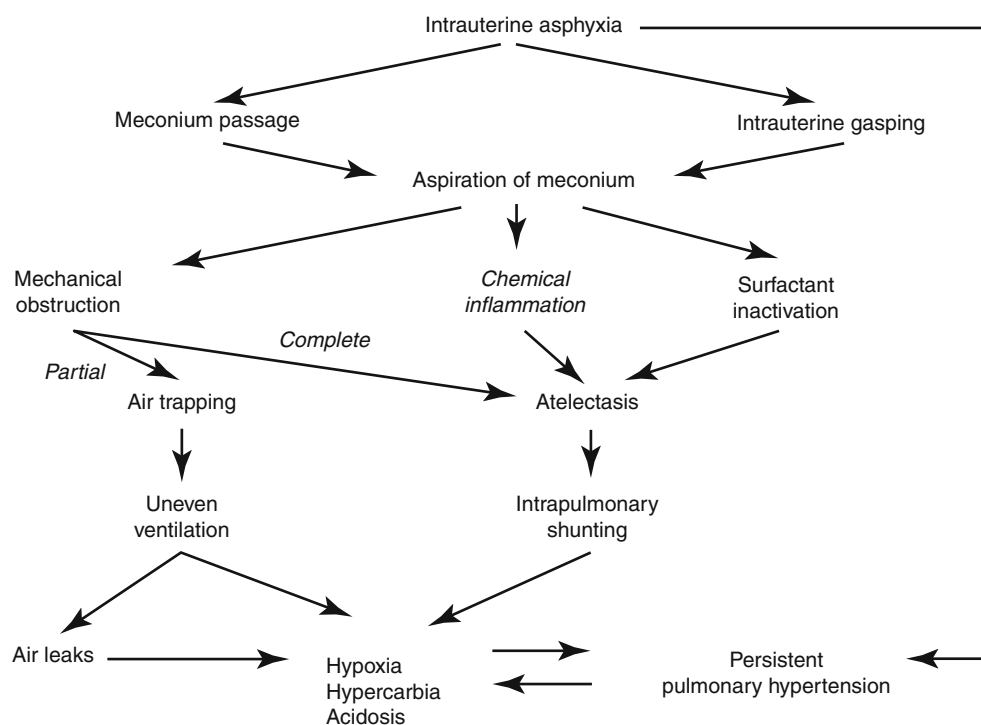 Intrauterine asphyxia
Meconium passage
Intrauterine gasping
Aspiration of meconium
Mechanical
obstruction
Chemical
inflammation
Surfactant
inactivation
Complete
Partial
Air trapping
Atelectasis
Uneven
ventilation
Intrapulmonary
shunting
Air leaks
Hypoxia
Hypercarbia
Acidosis
Persistent
pulmonary hypertension